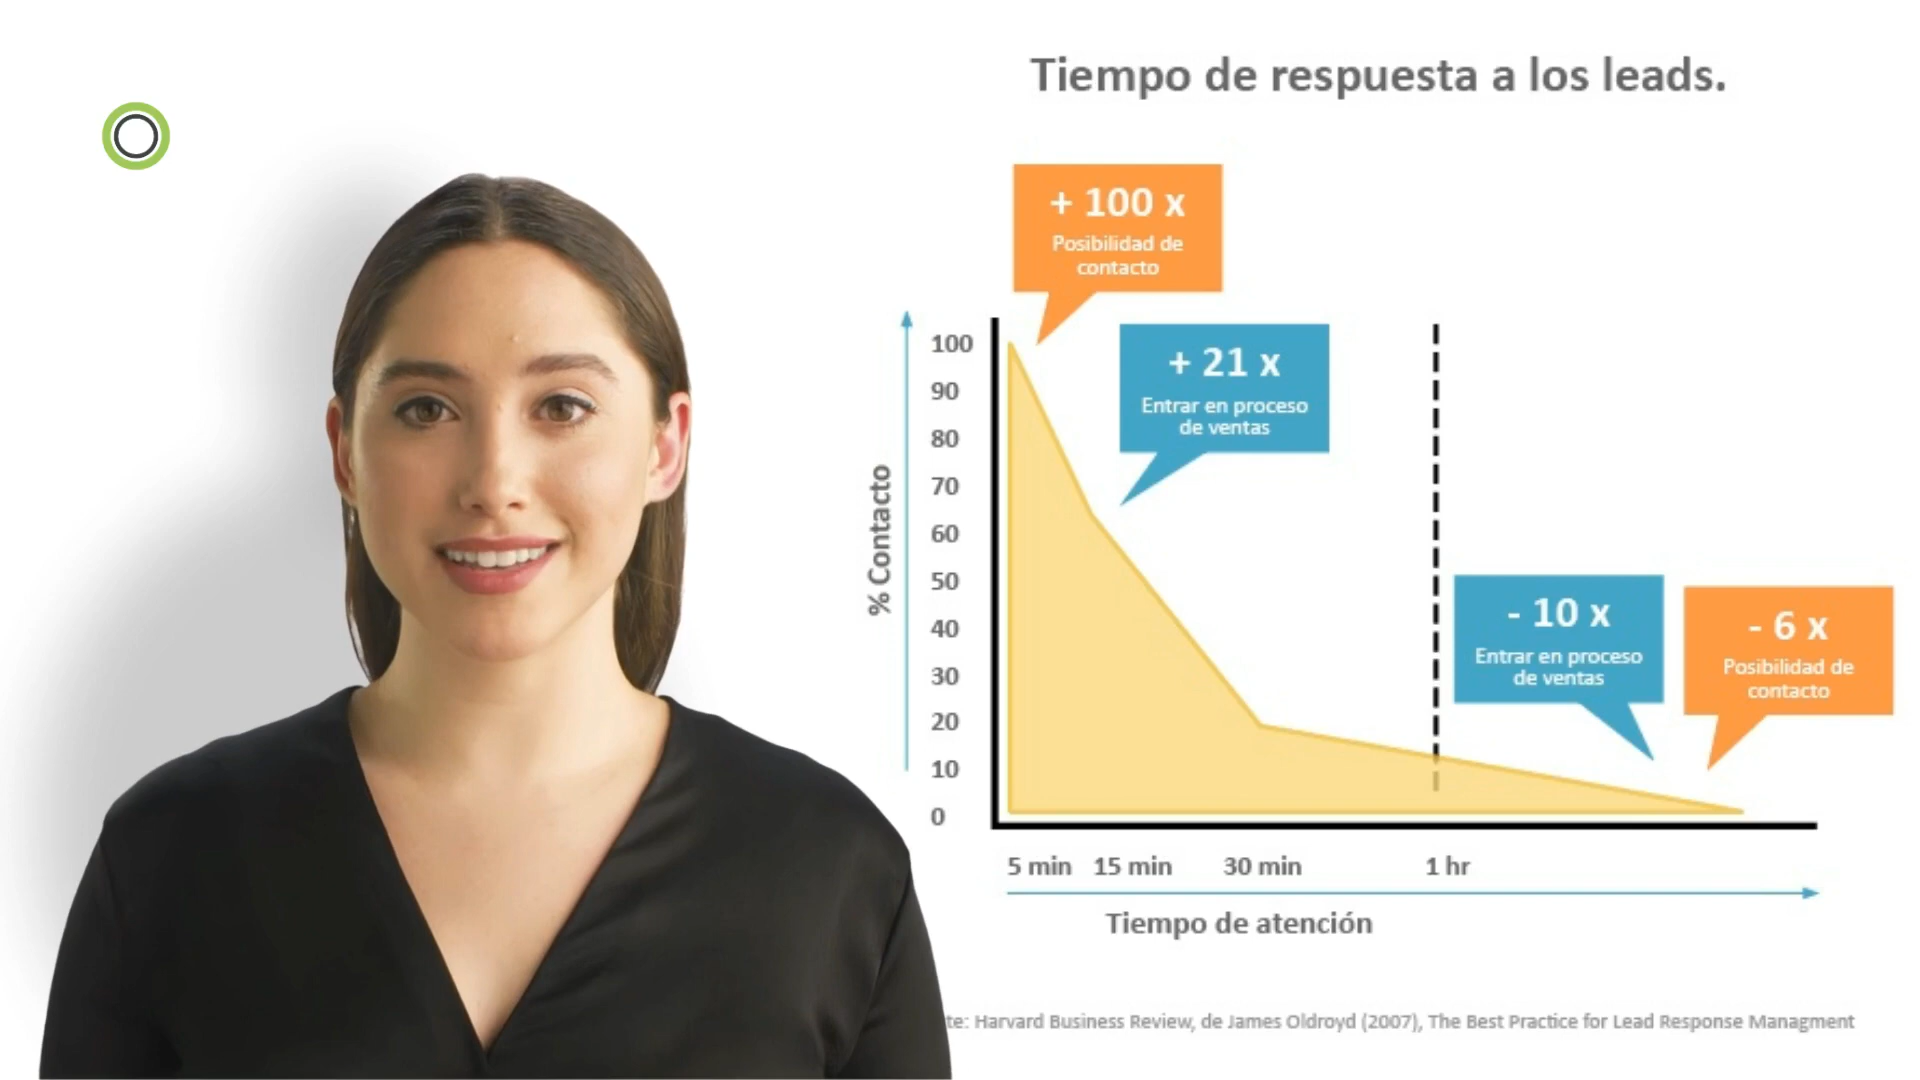 Tiempo de respuesta a los leads.
+ 100 x
Posibilidad de
contacto
+ 21 x
Entrar en proceso
de ventas
- 10 x
Entrar en proceso
de ventas
- 6 x
Posibilidad de
contacto
% Contacto
100
90
80
70
60
50
40
30
20
10
0
5 min 15 min 30 min 1 hr
Tiempo de atención
Harvard Business Review, de James Oldroyd (2007), The Best Practice for Lead Response Managment